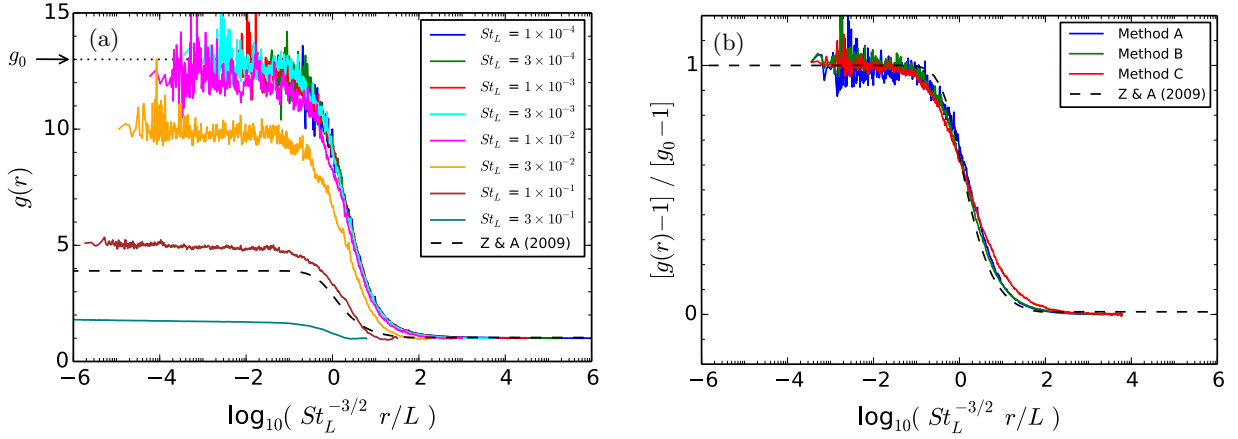 (a)
g₀
15
10
5
0
g(r)
−6
−4
−2
0
2
4
6
log₁₀( St_L^{−3/2} r/L )
St_L = 1×10⁻⁴
St_L = 3×10⁻⁴
St_L = 1×10⁻³
St_L = 3×10⁻³
St_L = 1×10⁻²
St_L = 3×10⁻²
St_L = 1×10⁻¹
St_L = 3×10⁻¹
Z & A (2009)
(b)
1
0
[g(r)−1] / [g₀−1]
−6
−4
−2
0
2
4
6
log₁₀( St_L^{−3/2} r/L )
Method A
Method B
Method C
Z & A (2009)